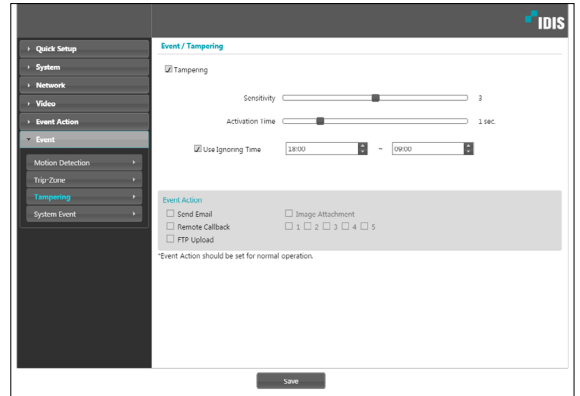 IDIS
Quick Setup
System
Network
Video
Event Action
Event
Motion Detection
Trip-Zone
Tampering
System Event
Event / Tampering
Tampering
Sensitivity 3
Activation Time 1 sec.
Use Ignoring Time 18:00 ~ 09:00
Event Action
Send Email Image Attachment
Remote Callback 1 2 3 4 5
FTP Upload
*Event Action should be set for normal operation.
Save